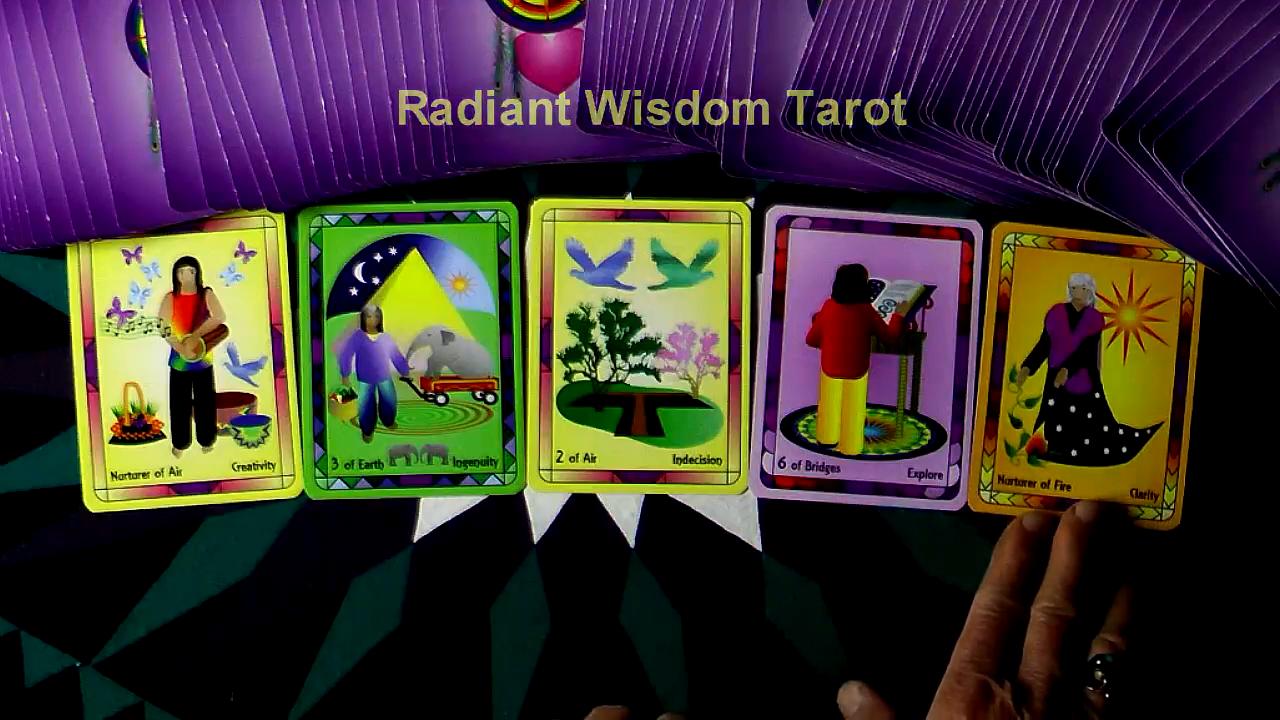 Radiant Wisdom Tarot
Nurturer of Air Creativity
3 of Earth Ingenuity
2 of Air Indecision
6 of Bridges Explore
Nurturer of Fire Clarity